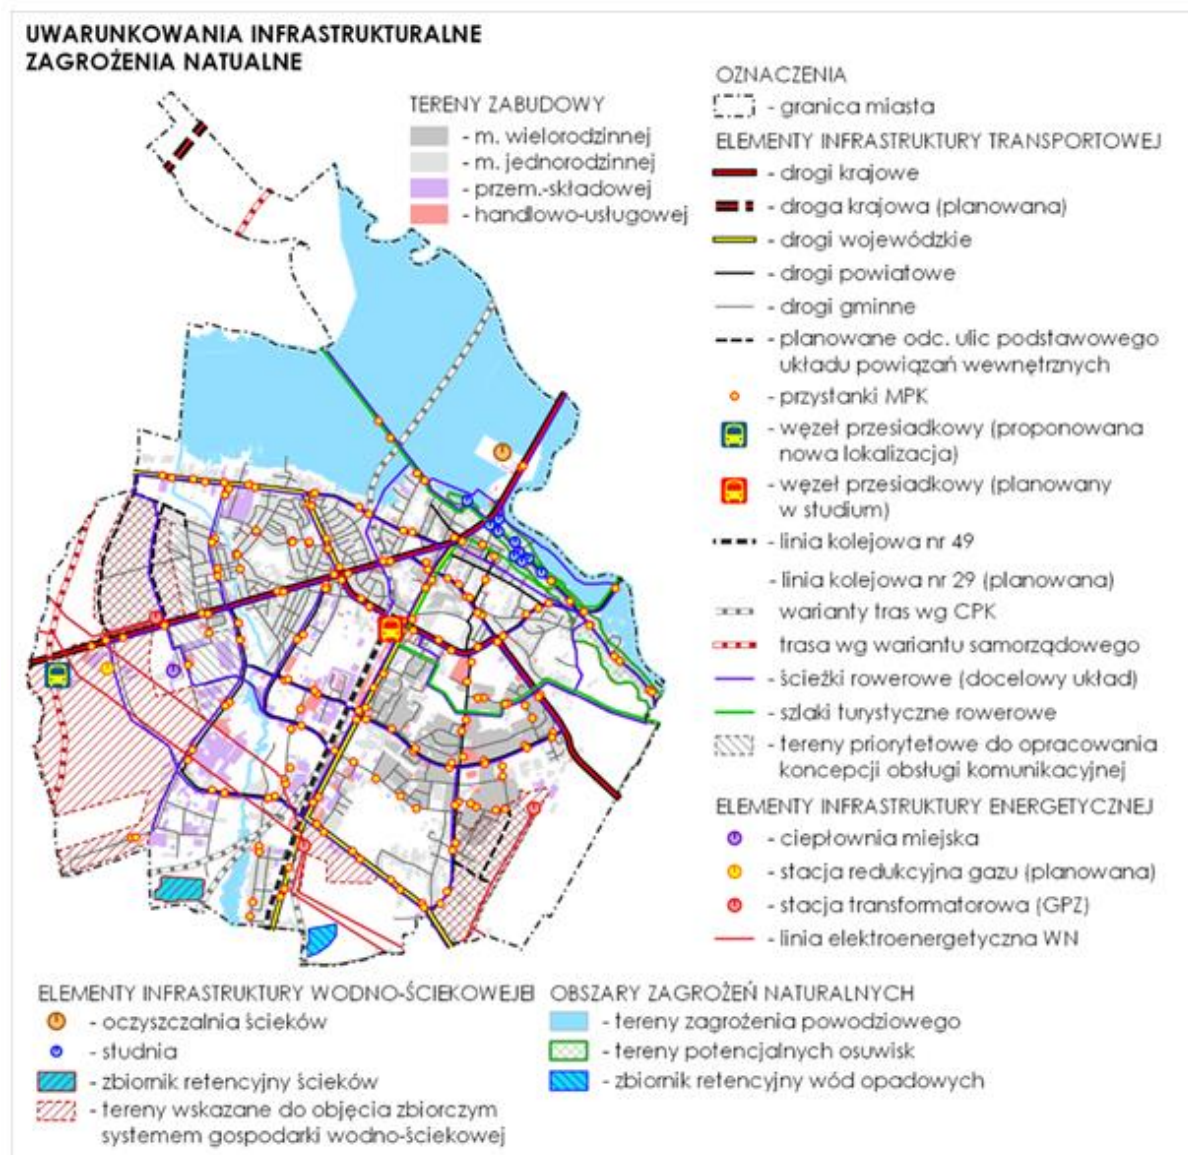 UWARUNKOWANIA INFRASTRUKTURALNE
ZAGROŻENIA NATUALNE
TERENY ZABUDOWY
- m. wielorodzinnej
- m. jednorodzinnej
- przem.-składowej
- handlowo-usługowej
OZNACZENIA
- granica miasta
ELEMENTY INFRASTRUKTURY TRANSPORTOWEJ
- drogi krajowe
- droga krajowa (planowana)
- drogi wojewódzkie
- drogi powiatowe
- drogi gminne
- planowane odc. ulic podstawowego
układu powiązań wewnętrznych
- przystanki MPK
- węzeł przesiadkowy (proponowana
nowa lokalizacja)
- węzeł przesiadkowy (planowany
w studium)
- linia kolejowa nr 49
- linia kolejowa nr 29 (planowana)
warianty tras wg CPK
trasa wg wariantu samorządowego
- ścieżki rowerowe (docelowy układ)
- szlaki turystyczne rowerowe
- tereny priorytetowe do opracowania
koncepcji obsługi komunikacyjnej
ELEMENTY INFRASTRUKTURY ENERGETYCZNEJ
- ciepłownia miejska
- stacja redukcyjna gazu (planowana)
- stacja transformatorowa (GPZ)
- linia elektroenergetyczna WN
ELEMENTY INFRASTRUKTURY WODNO-ŚCIEKOWEJEI
- oczyszczalnia ścieków
- studnia
- zbiornik retencyjny ścieków
- tereny wskazane do objęcia zbiorczym
systemem gospodarki wodno-ściekowej
OBSZARY ZAGROŻEŃ NATURALNYCH
- tereny zagrożenia powodziowego
- tereny potencjalnych osuwisk
- zbiornik retencyjny wód opadowych